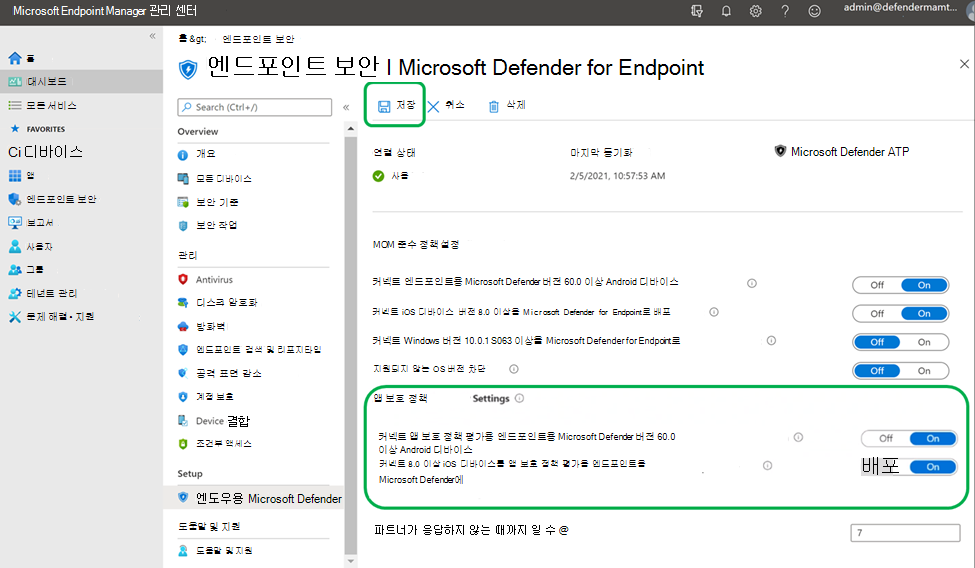 Microsoft Endpoint Manager 관리 센터
admin@defendermamt...
«
홈
대시보드
모든 서비스
FAVORITES
Ci디바이스
앱
엔드포인트 보안
보고서
사용자
그룹
테넌트 관리
문제 해결 • 지원
홈&gt; 엔드포인트 보안
엔드포인트 보안 | Microsoft Defender for Endpoint
Search (Ctrl+/)
«
Overview
개요
모든 디바이스
보안 기준
보안 작업
관리
Antivirus
디스크 암호화
방화벽
엔드포인트 검색 및 리포지타일
공격 표면 감소
계정 보호
Device 결합
조건부 액세스
Setup
엔도우용 Microsoft Defender
도움말 및 지원
도움말 및 지원
저장 취소 삭제
연결 상태 마지막 동기화 Microsoft Defender ATP
사용 2/5/2021, 10:57:53 AM
MOM 준수 정책 설정
커넥트 엔드포인트용 Microsoft Defender 버전 60.0 이상 Android 디바이스 Off On
커넥트 iOS 디바이스 버전 8.0 이상을 Microsoft Defender for Endpoint로 배포 Off On
커넥트 Windows 버전 10.0.1 S063 이상을 Microsoft Defender for Endpoint로 Off On
지원되지 않는 OS 버전 차단 Off On
앱 보호 정책 Settings
커넥트 앱 보호 정책 평가를 엔드포인트용 Microsoft Defender 버전 60.0 Off On
이상 Android 디바이스
커넥트 8.0 이상 iOS 디바이스를 앱 보호 정책 평가을 엔드포인트용 배포 On
Microsoft Defender에
파트너가 응답하지 않는 때까지 일 수 @ 7